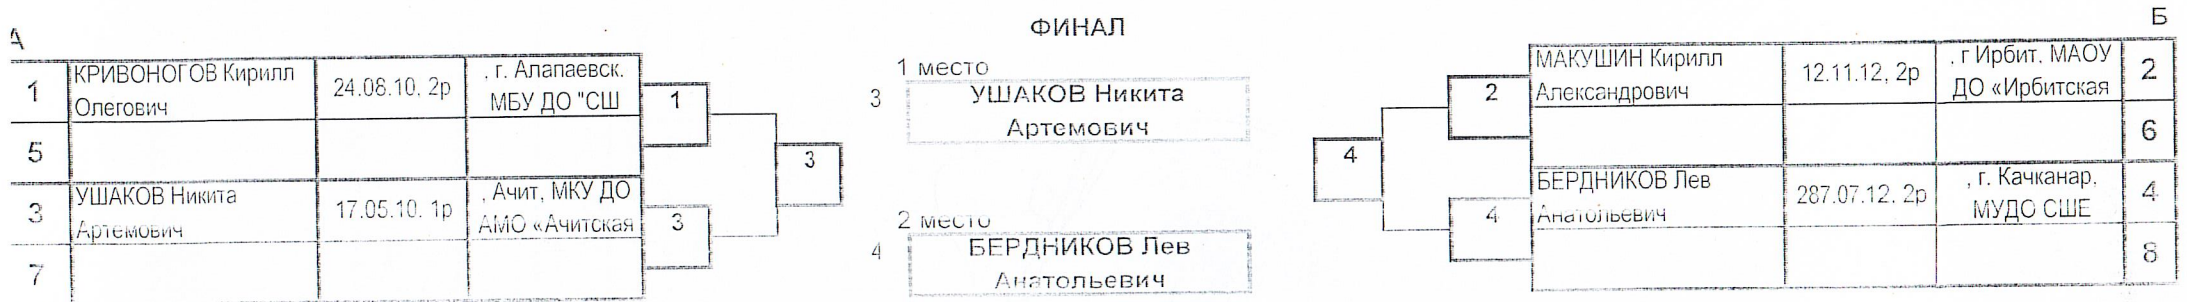 ФИНАЛ
А
Б
1
КРИВОНОГОВ Кирилл
Олегович
24.08.10. 2р
, г. Алапаевск.
МБУ ДО "СШ
1
5
3
УШАКОВ Никита
Артемович
17.05.10. 1р
, Ачит, МКУ ДО
АМО «Ачитская
3
7
3
1 место
3
УШАКОВ Никита
Артемович
2 место
4
БЕРДНИКОВ Лев
Анатольевич
4
2
МАКУШИН Кирилл
Александрович
12.11.12, 2р
, г Ирбит, МАОУ
ДО «Ирбитская
2
6
4
БЕРДНИКОВ Лев
Анатольевич
287.07.12. 2р
, г. Качканар,
МУДО СШЕ
4
8